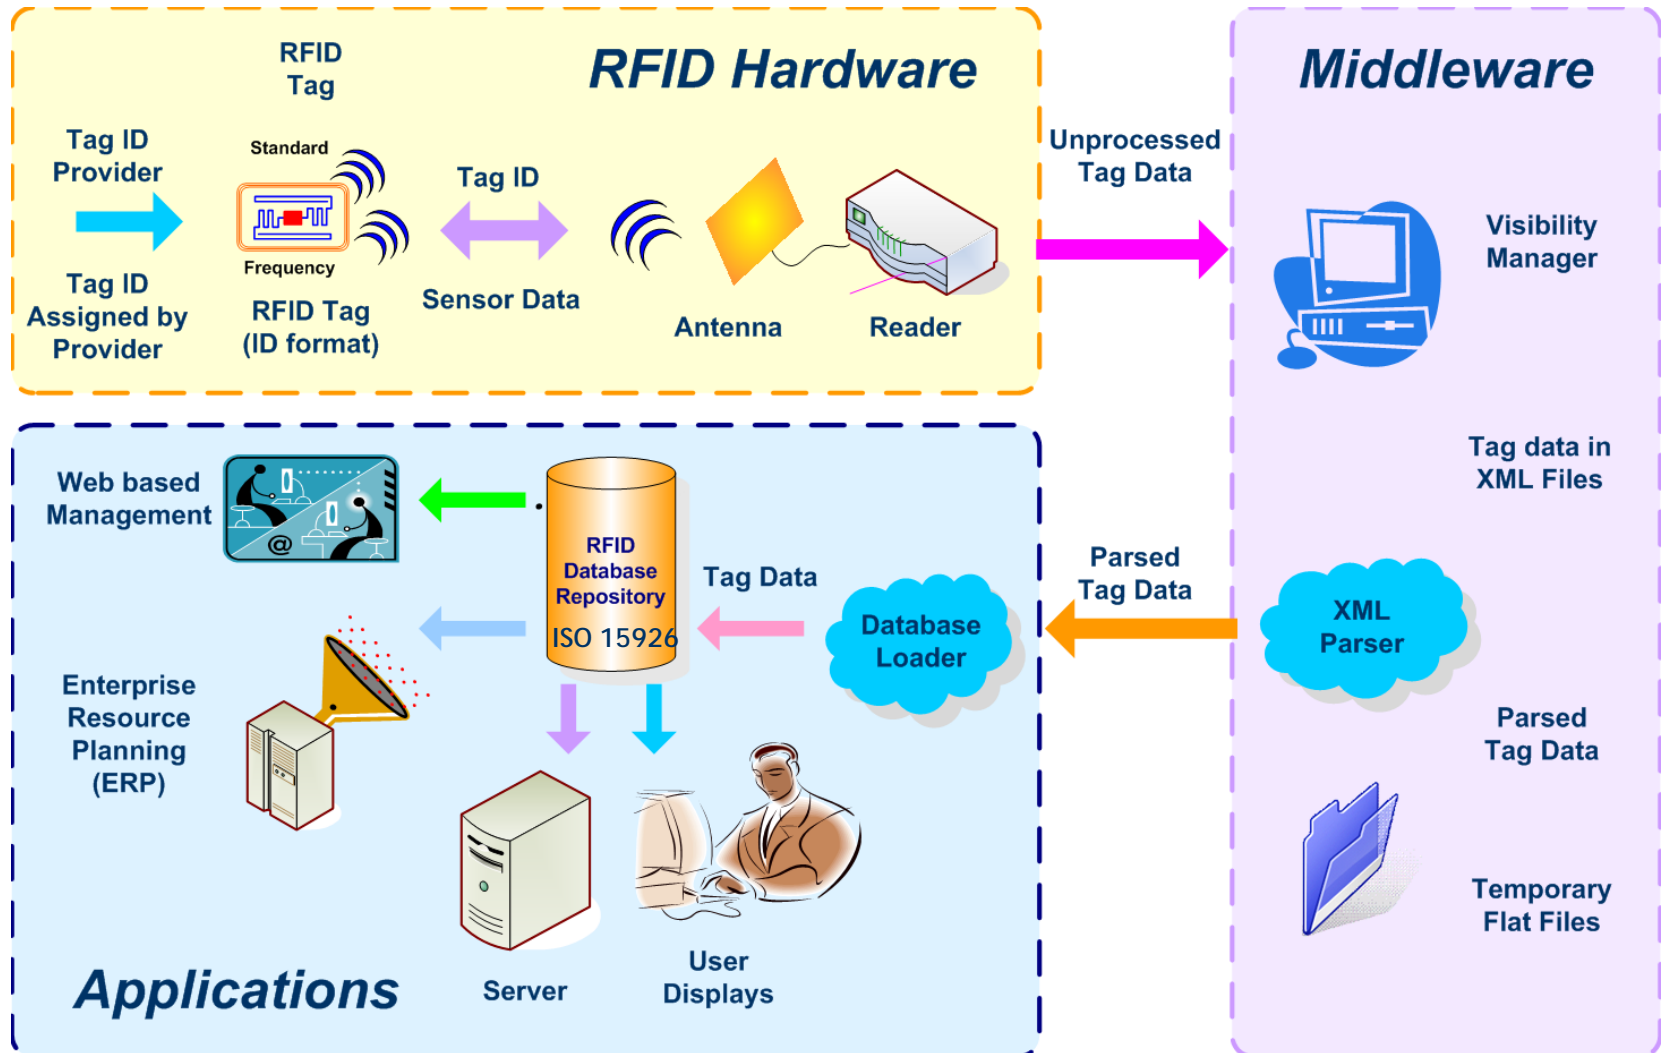 RFID Hardware
RFID
Tag
Tag ID
Provider
Tag ID
Assigned by
Provider
Standard
Frequency
RFID Tag
(ID format)
Tag ID
Sensor Data
Antenna
Reader
Unprocessed
Tag Data
Middleware
Visibility
Manager
Tag data in
XML Files
XML
Parser
Parsed
Tag Data
Temporary
Flat Files
Parsed
Tag Data
Database
Loader
Tag Data
RFID
Database
Repository
ISO 15926
Web based
Management
@
Enterprise
Resource
Planning
(ERP)
Server
User
Displays
Applications